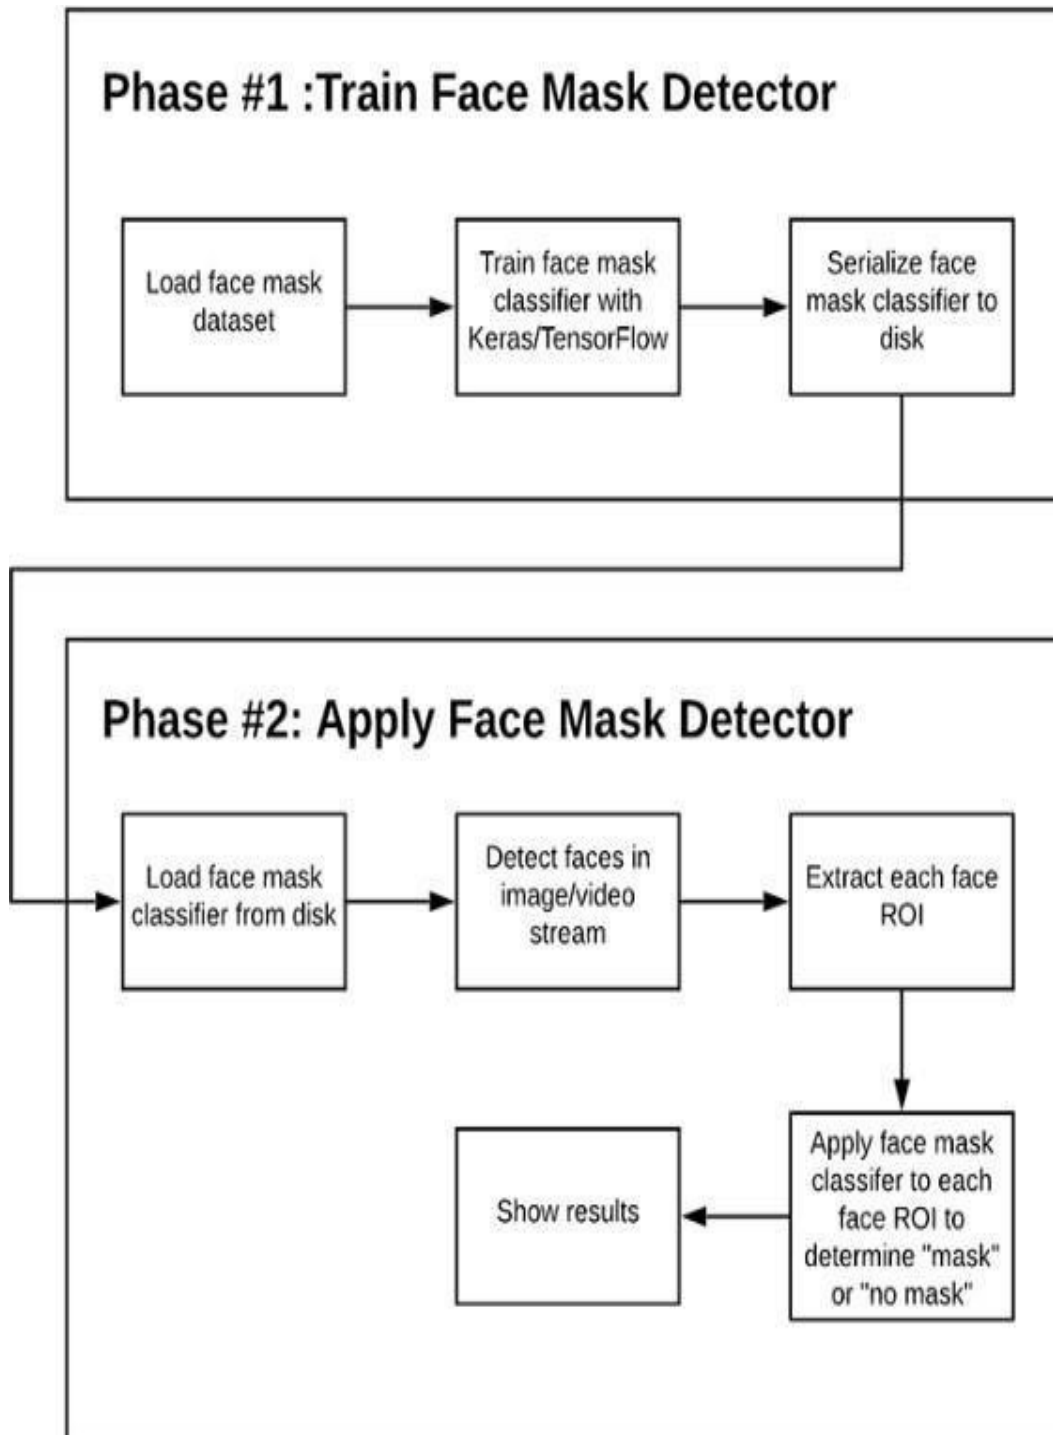 Phase #1 :Train Face Mask Detector
Load face mask
dataset
Train face mask
classifier with
Keras/TensorFlow
Serialize face
mask classifier to
disk
Phase #2: Apply Face Mask Detector
Load face mask
classifier from disk
Detect faces in
image/video
stream
Extract each face
ROI
Apply face mask
classifer to each
face ROI to
determine "mask"
or "no mask"
Show results